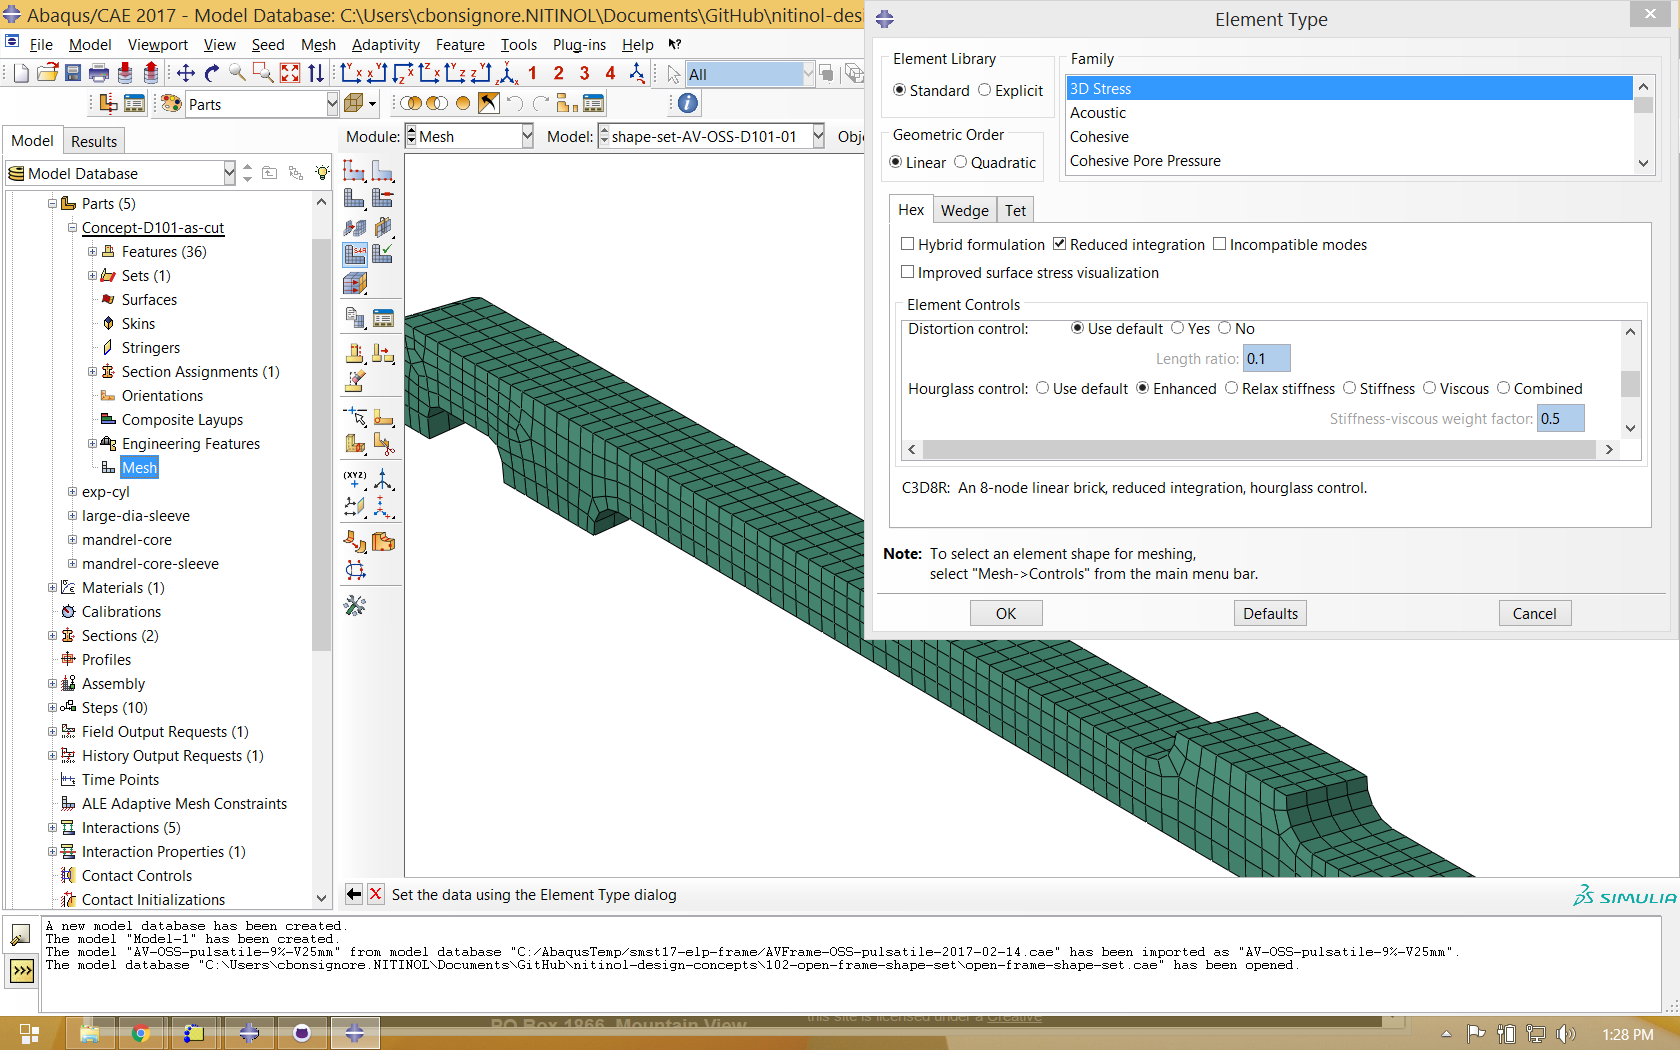 Abaqus/CAE 2017 - Model Database: C:\Users\cbonsignore.NITINOL\Documents\GitHub\nitinol-des
File Model Viewport View Seed Mesh Adaptivity Feature Tools Plug-ins Help
1 2 3 4 All
Parts
Model Results
Module: Mesh Model: shape-set-AV-OSS-D101-01 Obj
Model Database
Parts (5)
Concept-D101-as-cut
Features (36)
Sets (1)
Surfaces
Skins
Stringers
Section Assignments (1)
Orientations
Composite Layups
Engineering Features
Mesh
exp-cyl
large-dia-sleeve
mandrel-core
mandrel-core-sleeve
Materials (1)
Calibrations
Sections (2)
Profiles
Assembly
Steps (10)
Field Output Requests (1)
History Output Requests (1)
Time Points
ALE Adaptive Mesh Constraints
Interactions (5)
Interaction Properties (1)
Contact Controls
Contact Initializations
S4R
(XYZ)
Element Type
Element Library
Standard Explicit
Geometric Order
Linear Quadratic
Family
3D Stress
Acoustic
Cohesive
Cohesive Pore Pressure
Hex Wedge Tet
Hybrid formulation Reduced integration Incompatible modes
Improved surface stress visualization
Element Controls
Distortion control: Use default Yes No
Length ratio: 0.1
Hourglass control: Use default Enhanced Relax stiffness Stiffness Viscous Combined
Stiffness-viscous weight factor: 0.5
C3D8R: An 8-node linear brick, reduced integration, hourglass control.
Note: To select an element shape for meshing,
select "Mesh->Controls" from the main menu bar.
OK Defaults Cancel
Set the data using the Element Type dialog
SIMULIA
A new model database has been created.
The model "Model-1" has been created.
The model "AV-OSS-pulsatile-9%-V25mm" from model database "C:/AbaqusTemp/smst17-elp-frame/AVFrame-OSS-pulsatile-2017-02-14.cae" has been imported as "AV-OSS-pulsatile-9%-V25mm".
The model database "C:\Users\cbonsignore.NITINOL\Documents\GitHub\nitinol-design-concepts\102-open-frame-shape-set\open-frame-shape-set.cae" has been opened.
>>>
PO Box 1866, Mountain View
this site is licensed under a Creative
1:28 PM